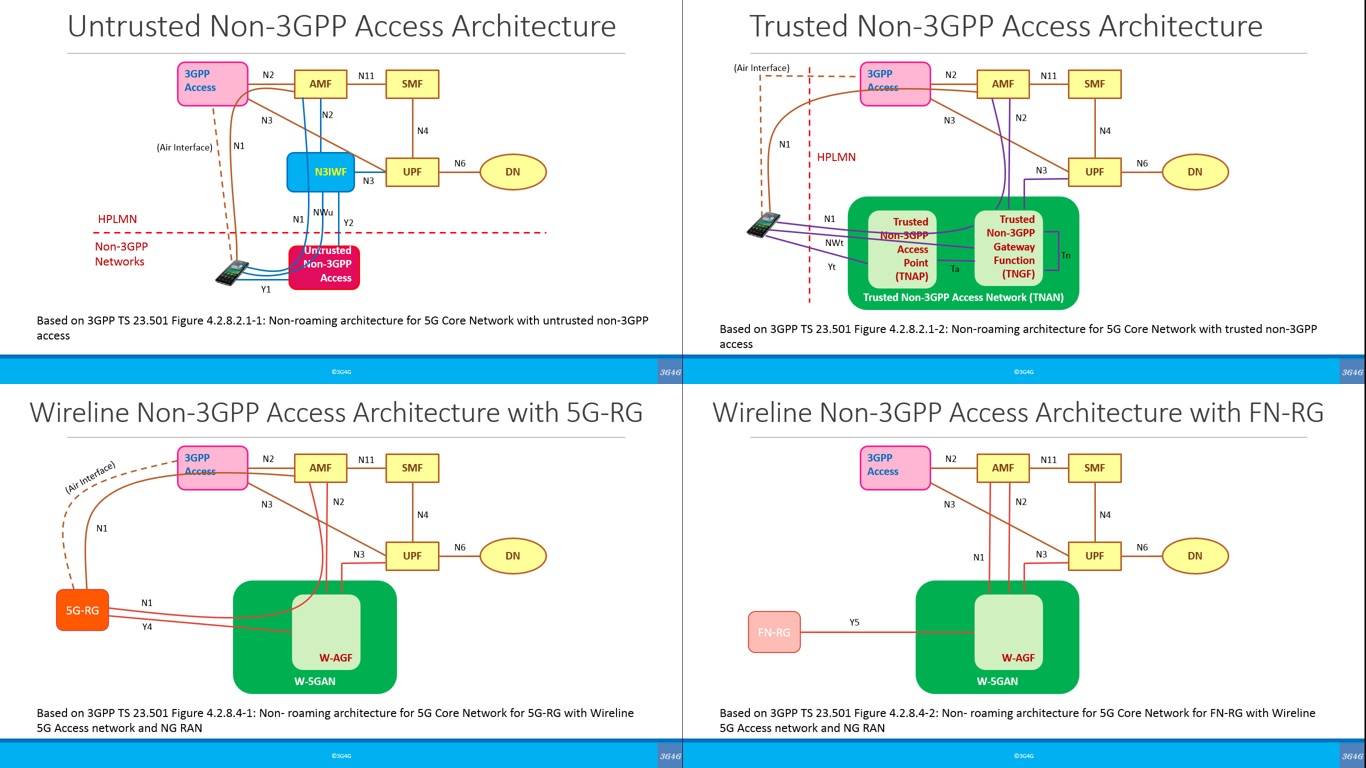 Untrusted Non-3GPP Access Architecture
3GPP
Access
N2
AMF
N11
SMF
N3
N2
(Air Interface)
N1
N4
N3IWF
N3
UPF
N6
DN
HPLMN
N1
NWu
Y2
Non-3GPP
Networks
Untrusted
Non-3GPP
Access
Y1
Based on 3GPP TS 23.501 Figure 4.2.8.2.1-1: Non-roaming architecture for 5G Core Network with untrusted non-3GPP
access
©3G4G
3646
Trusted Non-3GPP Access Architecture
(Air Interface)
3GPP
Access
N2
AMF
N11
SMF
N3
N2
N1
N4
HPLMN
N3
UPF
N6
DN
N1
NWt
Yt
Trusted
Non-3GPP
Access
Point
(TNAP)
Ta
Trusted
Non-3GPP
Gateway
Function
(TNGF)
Tn
Trusted Non-3GPP Access Network (TNAN)
Based on 3GPP TS 23.501 Figure 4.2.8.2.1-2: Non-roaming architecture for 5G Core Network with trusted non-3GPP
access
©3G4G
3646
Wireline Non-3GPP Access Architecture with 5G-RG
(Air Interface)
3GPP
Access
N2
AMF
N11
SMF
N3
N2
N1
N4
N3
UPF
N6
DN
5G-RG
N1
Y4
W-AGF
W-5GAN
Based on 3GPP TS 23.501 Figure 4.2.8.4-1: Non- roaming architecture for 5G Core Network for 5G-RG with Wireline
5G Access network and NG RAN
©3G4G
3646
Wireline Non-3GPP Access Architecture with FN-RG
3GPP
Access
N2
AMF
N11
SMF
N3
N2
N4
N1
N3
UPF
N6
DN
FN-RG
Y5
W-AGF
W-5GAN
Based on 3GPP TS 23.501 Figure 4.2.8.4-2: Non- roaming architecture for 5G Core Network for FN-RG with Wireline
5G Access network and NG RAN
©3G4G
3646